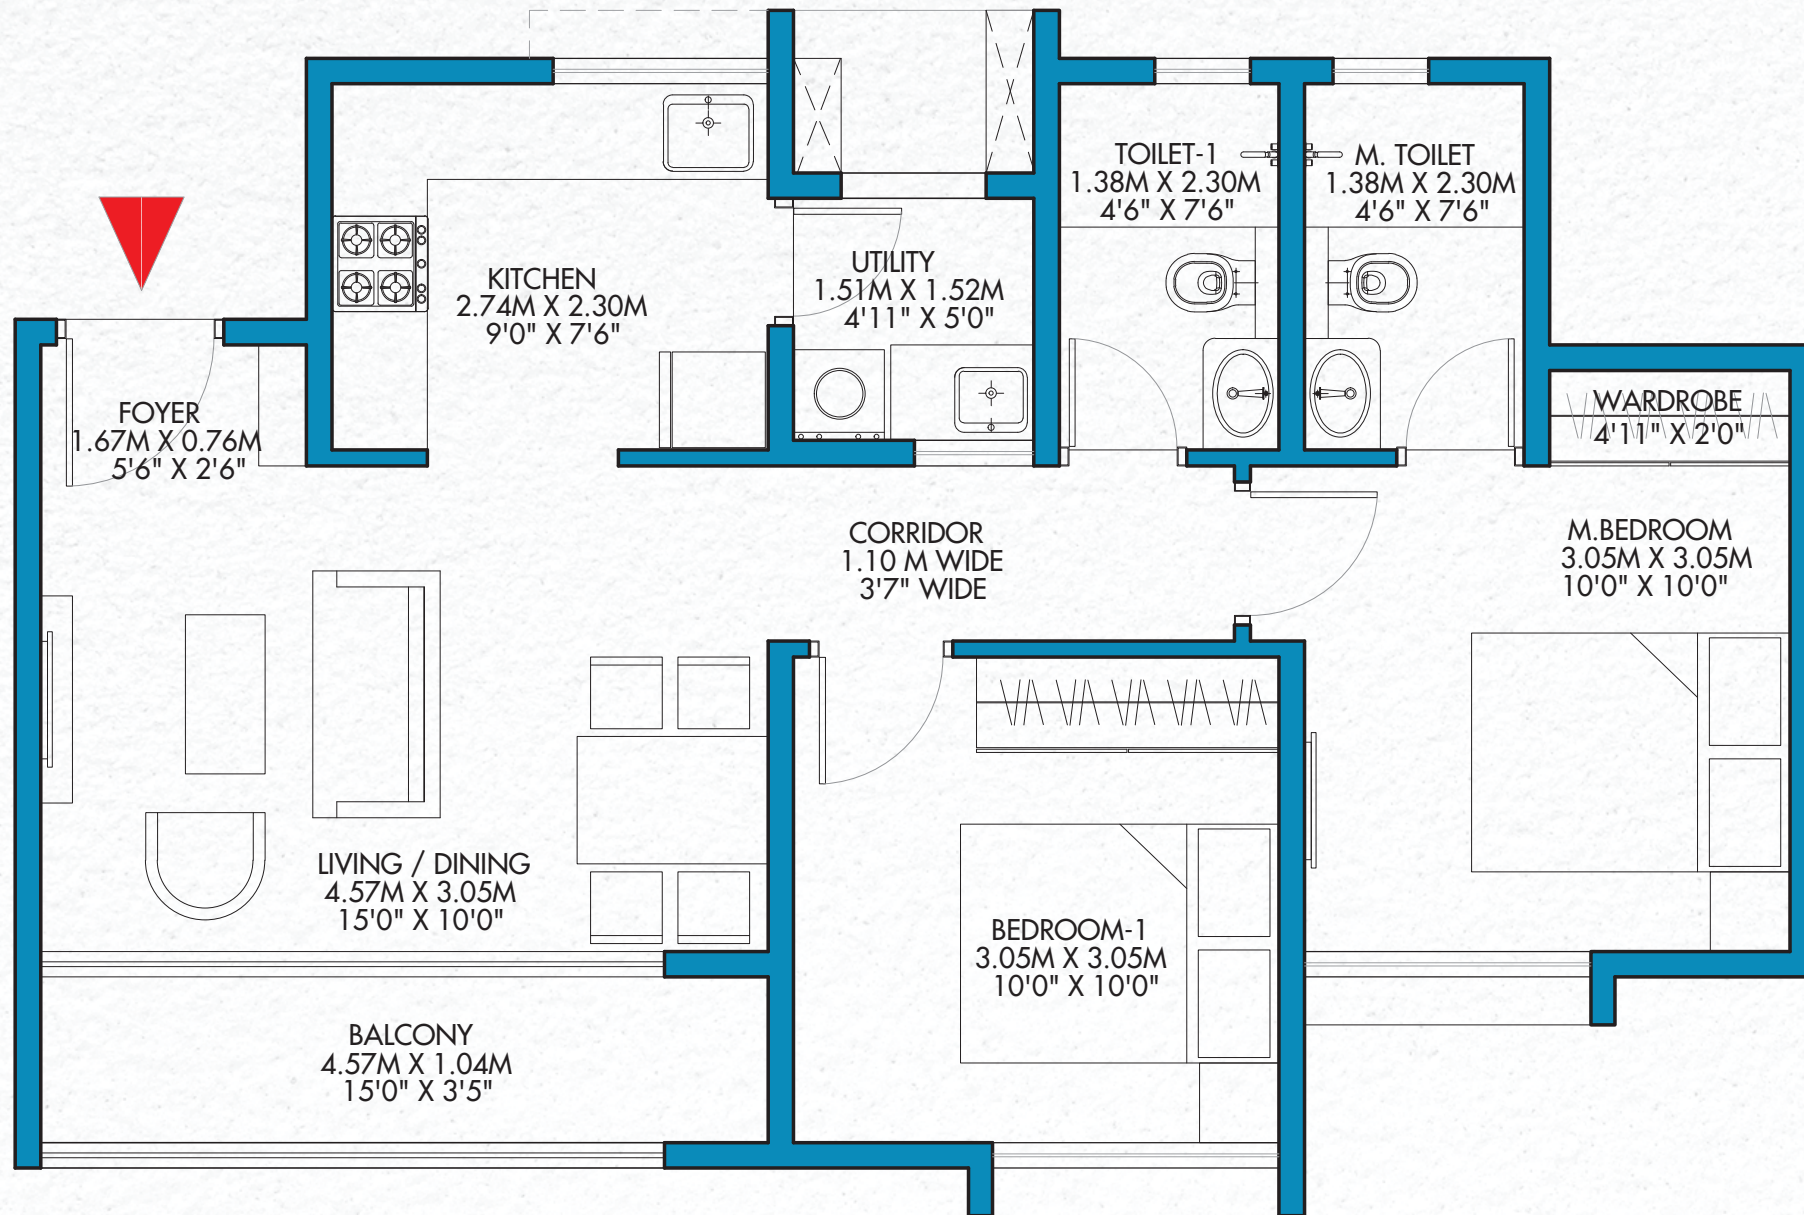 TOILET-1
1.38M X 2.30M
4'6" X 7'6"
M. TOILET
1.38M X 2.30M
4'6" X 7'6"
KITCHEN
2.74M X 2.30M
9'0" X 7'6"
UTILITY
1.51M X 1.52M
4'11" X 5'0"
FOYER
1.67M X 0.76M
5'6" X 2'6"
WARDROBE
4'11" X 2'0"
CORRIDOR
1.10 M WIDE
3'7" WIDE
M.BEDROOM
3.05M X 3.05M
10'0" X 10'0"
LIVING / DINING
4.57M X 3.05M
15'0" X 10'0"
BEDROOM-1
3.05M X 3.05M
10'0" X 10'0"
BALCONY
4.57M X 1.04M
15'0" X 3'5"